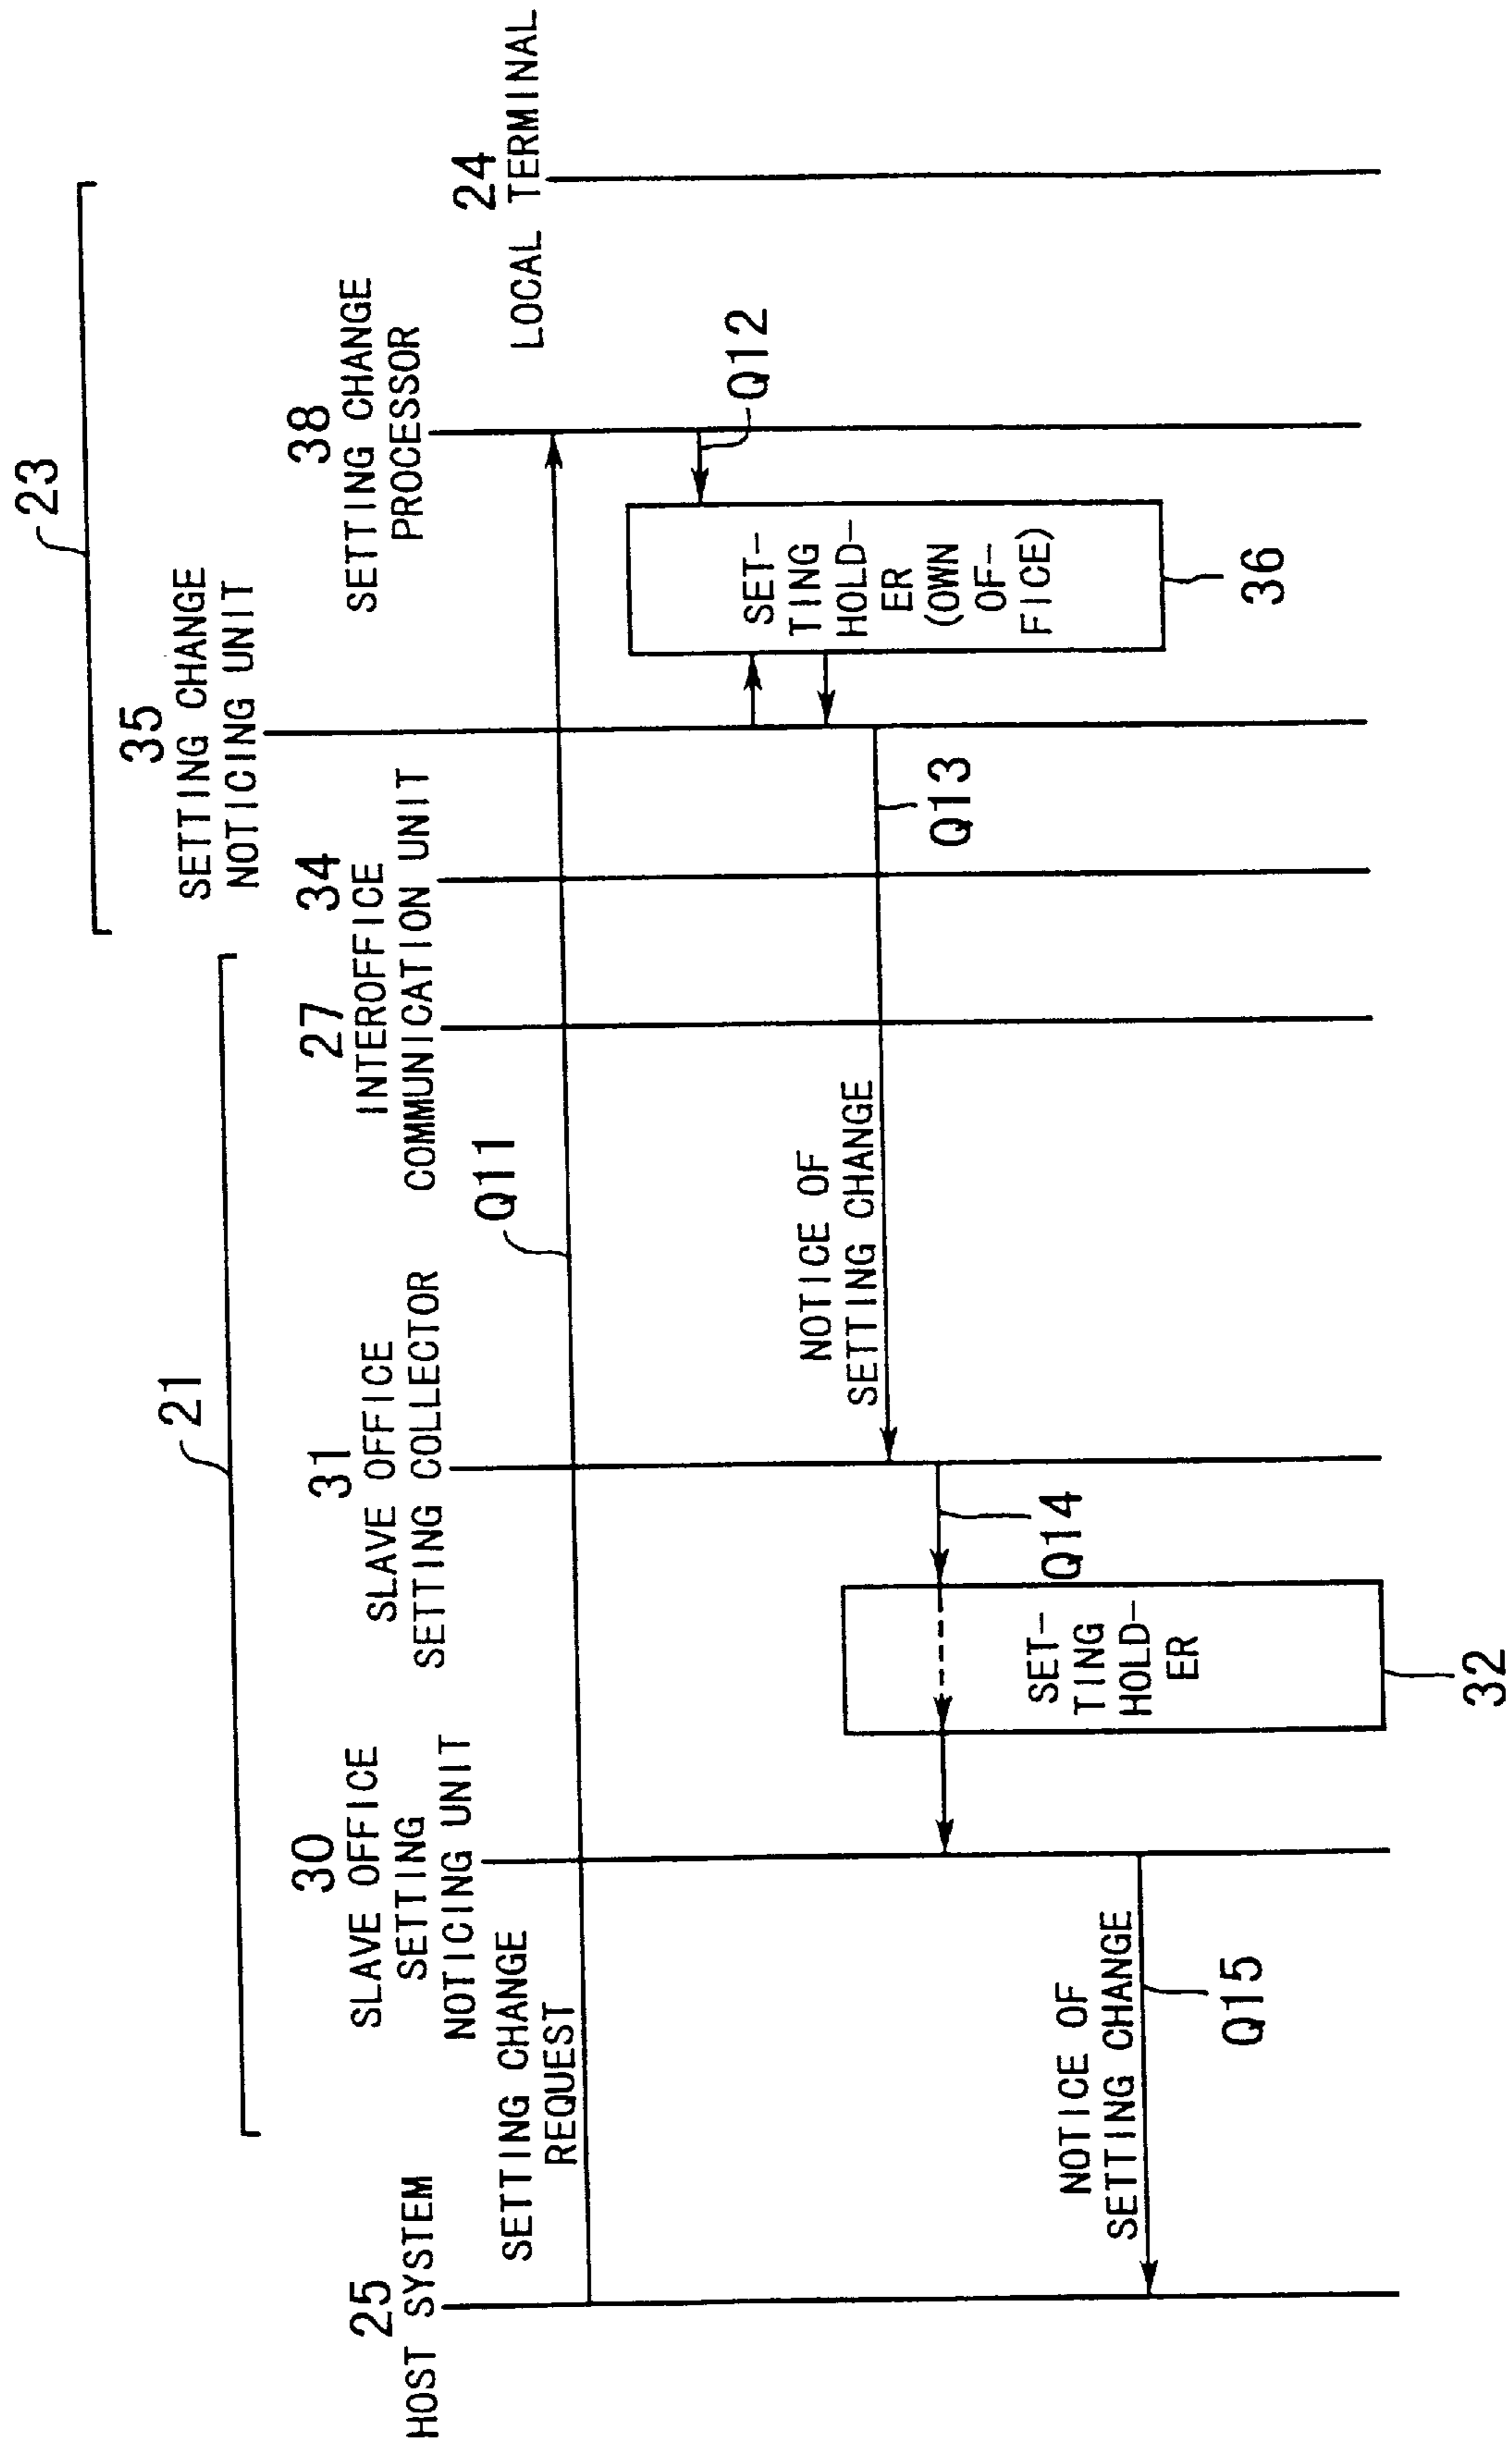 21
23
25
HOST SYSTEM
30
SLAVE OFFICE
SETTING
NOTICING UNIT
31
SLAVE OFFICE
SETTING COLLECTOR
27
34
INTEROFFICE
COMMUNICATION UNIT
35
SETTING CHANGE
NOTICING UNIT
38
SETTING CHANGE
PROCESSOR
24
LOCAL TERMINAL
SETTING CHANGE
REQUEST
Q11
Q12
SET-
TING
HOLD-
ER
(OWN
OF-
FICE)
36
Q13
NOTICE OF
SETTING CHANGE
Q14
SET-
TING
HOLD-
ER
32
NOTICE OF
SETTING CHANGE
Q15